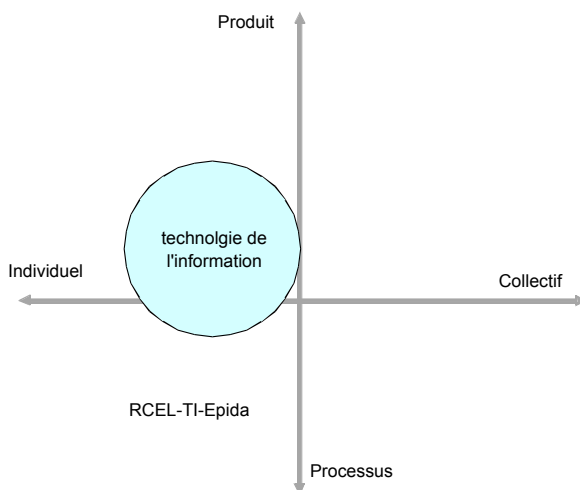 Produit
technolgie de
l'information
Individuel
Collectif
RCEL-TI-Epida
Processus